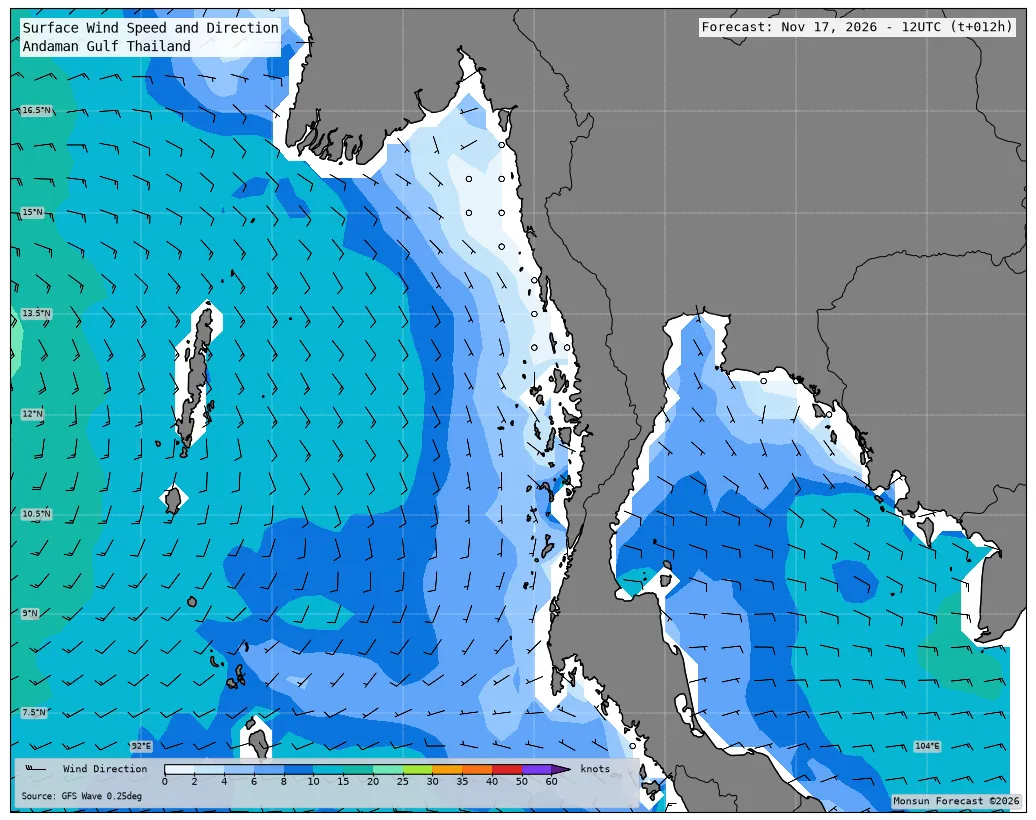 Surface Wind Speed and Direction
Andaman Gulf Thailand
Forecast: Nov 17, 2026 - 12UTC (t+012h)
16.5°N
15°N
13.5°N
12°N
10.5°N
9°N
7.5°N
92°E
104°E
Wind Direction
knots
0 2 4 6 8 10 15 20 25 30 35 40 50 60
Source: GFS Wave 0.25deg
Monsun Forecast ©2026